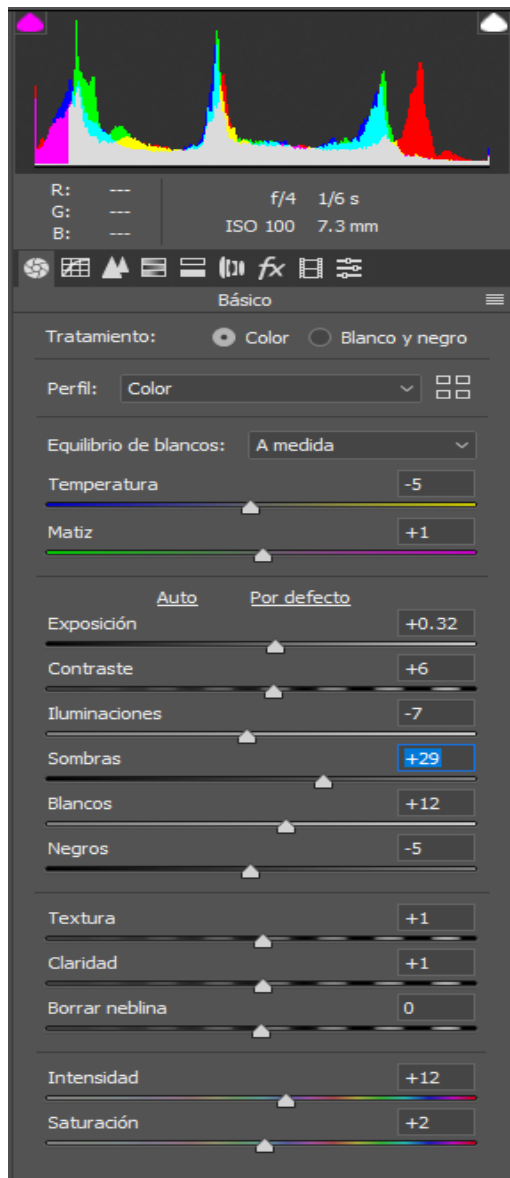 R: ---
G: ---
B: ---
f/4 1/6 s
ISO 100 7.3 mm
fx
Básico
Tratamiento: Color Blanco y negro
Perfil: Color
Equilibrio de blancos: A medida
Temperatura -5
Matiz +1
Auto Por defecto
Exposición +0.32
Contraste +6
Iluminaciones -7
Sombras +29
Blancos +12
Negros -5
Textura +1
Claridad +1
Borrar neblina 0
Intensidad +12
Saturación +2